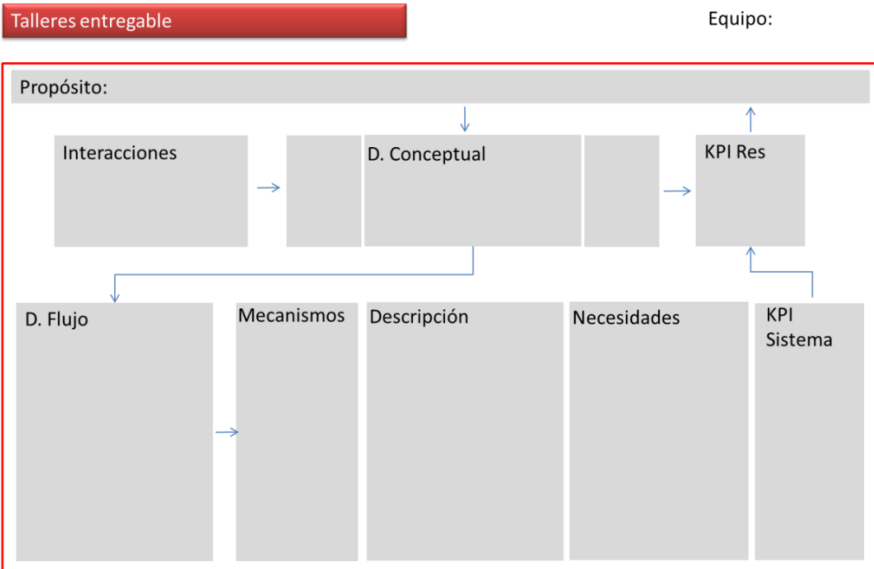 Talleres entregable
Equipo:
Propósito:
Interacciones
D. Conceptual
KPI Res
D. Flujo
Mecanismos
Descripción
Necesidades
KPI
Sistema